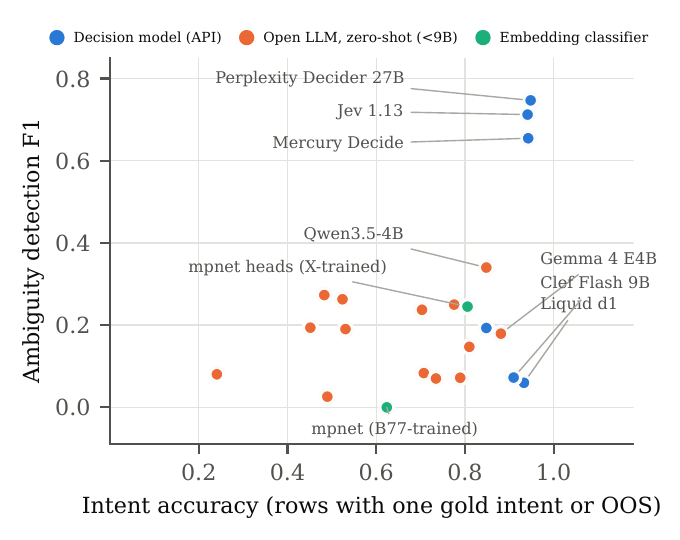 Decision model (API)
Open LLM, zero-shot (<9B)
Embedding classifier
Perplexity Decider 27B
Jev 1.13
Mercury Decide
Qwen3.5-4B
mpnet heads (X-trained)
Gemma 4 E4B
Clef Flash 9B
Liquid d1
mpnet (B77-trained)
Ambiguity detection F1
0.8
0.6
0.4
0.2
0.0
0.2
0.4
0.6
0.8
1.0
Intent accuracy (rows with one gold intent or OOS)